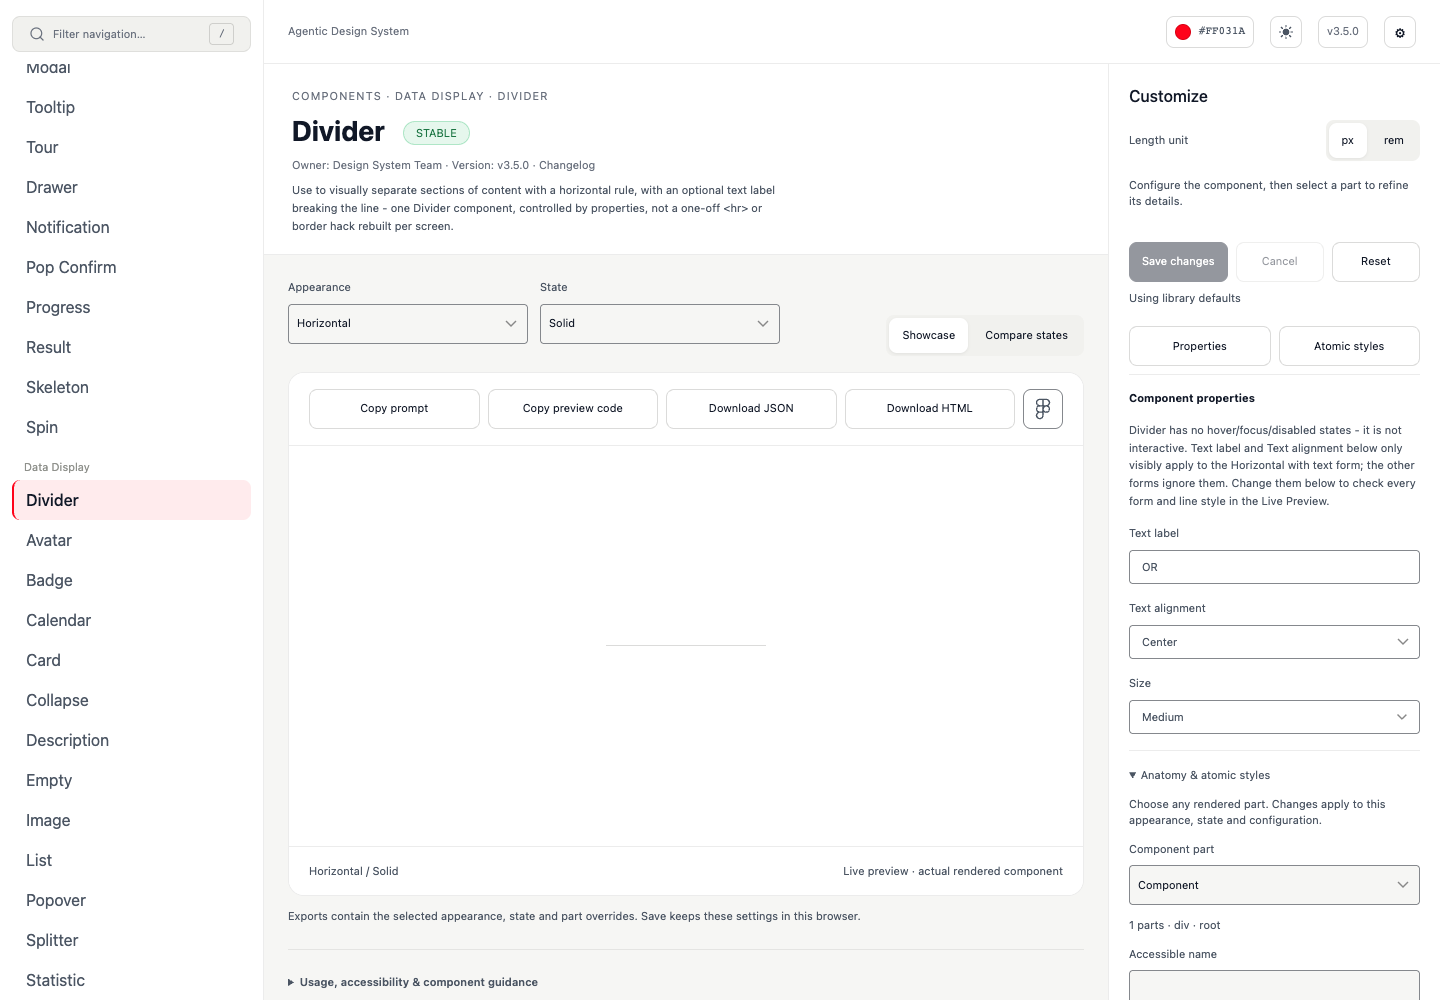 Filter navigation...
/
Modal
Tooltip
Tour
Drawer
Notification
Pop Confirm
Progress
Result
Skeleton
Spin
Data Display
Divider
Avatar
Badge
Calendar
Card
Collapse
Description
Empty
Image
List
Popover
Splitter
Statistic
Agentic Design System
#FF031A
v3.5.0
COMPONENTS · DATA DISPLAY · DIVIDER
Divider
STABLE
Owner: Design System Team · Version: v3.5.0 · Changelog
Use to visually separate sections of content with a horizontal rule, with an optional text label
breaking the line - one Divider component, controlled by properties, not a one-off <hr> or
border hack rebuilt per screen.
Appearance
State
Horizontal
Solid
Showcase
Compare states
Copy prompt
Copy preview code
Download JSON
Download HTML
Horizontal / Solid
Live preview · actual rendered component
Exports contain the selected appearance, state and part overrides. Save keeps these settings in this browser.
Usage, accessibility & component guidance
Customize
Length unit
px
rem
Configure the component, then select a part to refine
its details.
Save changes
Cancel
Reset
Using library defaults
Properties
Atomic styles
Component properties
Divider has no hover/focus/disabled states - it is not
interactive. Text label and Text alignment below only
visibly apply to the Horizontal with text form; the other
forms ignore them. Change them below to check every
form and line style in the Live Preview.
Text label
OR
Text alignment
Center
Size
Medium
Anatomy & atomic styles
Choose any rendered part. Changes apply to this
appearance, state and configuration.
Component part
Component
1 parts · div · root
Accessible name